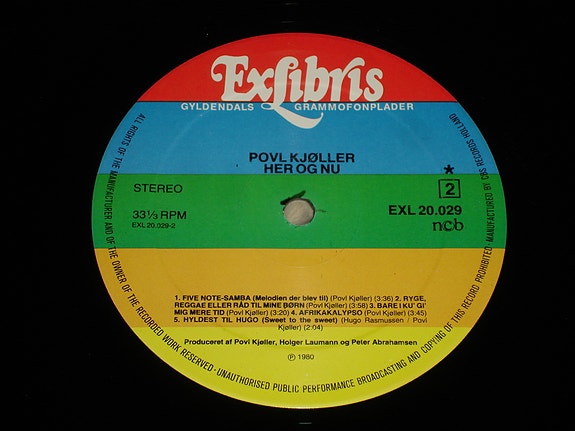 ExLibris
GYLDENDALS GRAMMOFONPLADER
POVL KJØLLER
HER OG NU
*
STEREO
2
33⅓ RPM
EXL 20.029
EXL 20.029-2
ncb
1. FIVE NOTE-SAMBA (Melodien der blev til) (Povl Kjøller) (3:36) 2. RYGE,
REGGAE ELLER RÅD TIL MINE BØRN (Povl Kjøller) (3:58) 3. BARE I KU' GI'
MIG MERE TID (Povl Kjøller) (3:20) 4. AFRIKAKALYPSO (Povl Kjøller) (3:45)
5. HYLDEST TIL HUGO (Sweet to the sweet) (Hugo Rasmussen / Povl
Kjøller) (2:04)
Produceret af Povl Kjøller, Holger Laumann og Peter Abrahamsen
℗ 1980
ALL RIGHTS OF THE MANUFACTURER AND OF THE OWNER OF THE RECORDED WORK RESERVED · UNAUTHORISED PUBLIC PERFORMANCE BROADCASTING AND COPYING OF THIS RECORD PROHIBITED · MANUFACTURED BY CBS RECORDS HOLLAND